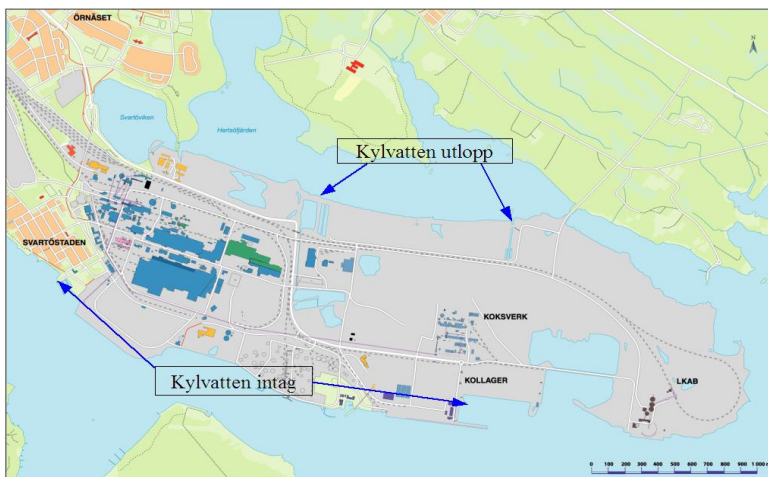 ÖRNÄSET
N
Svartöviken
Hertsöfjärden
Kylvatten utlopp
SVARTÖSTADEN
KOKSVERK
Kylvatten intag
KOLLAGER
LKAB
0 100 200 300 400 500 600 700 800 900 1 000 m